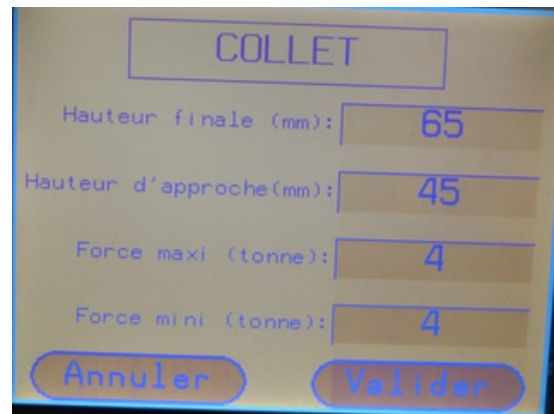 COLLET
Hauteur finale (mm): 65
Hauteur d'approche(mm): 45
Force maxi (tonne): 4
Force mini (tonne): 4
Annuler Valider